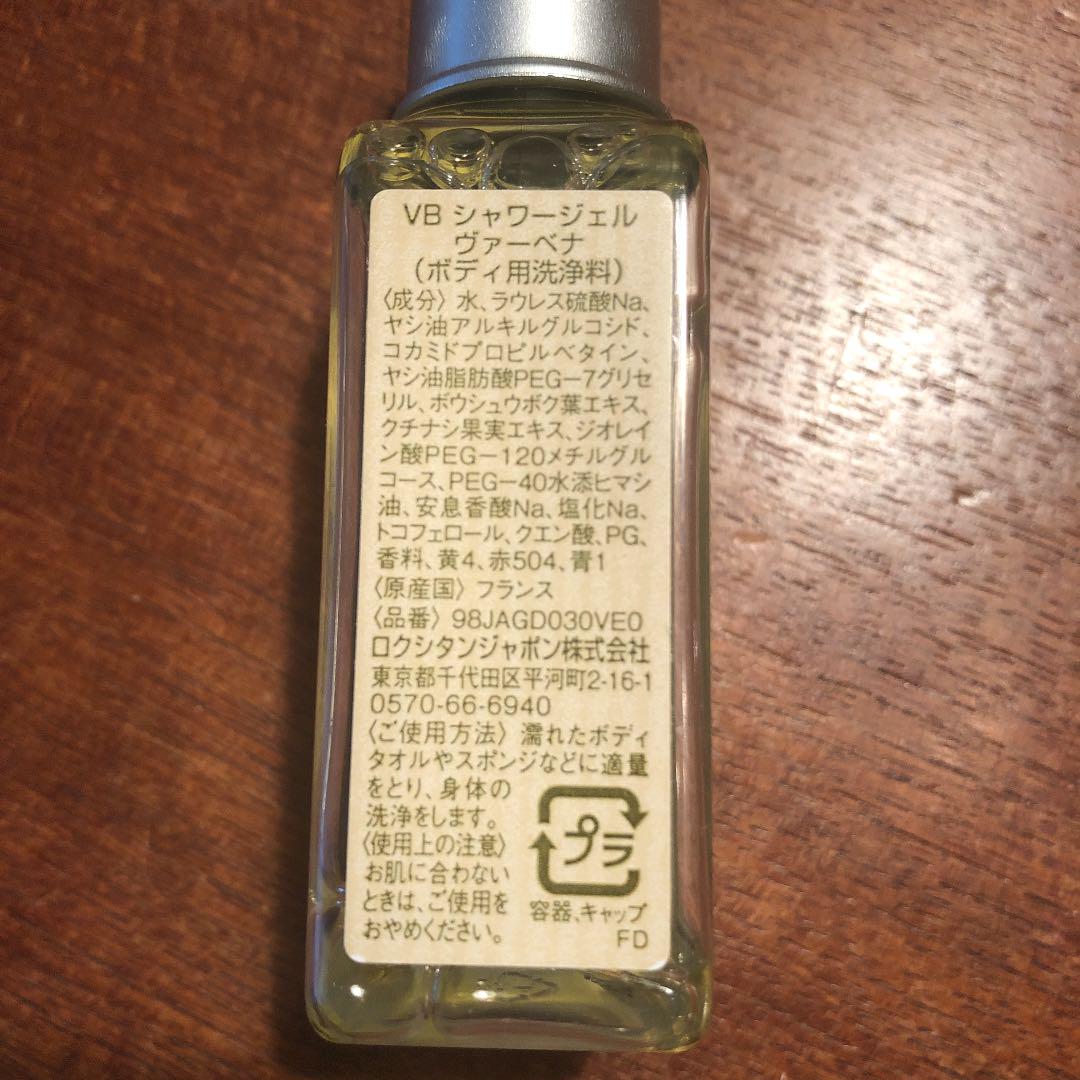 VB シャワージェル
ヴァーベナ
(ボディ用洗浄料)
〈成分〉水、ラウレス硫酸Na、
ヤシ油アルキルグルコシド、
コカミドプロピルベタイン、
ヤシ油脂肪酸PEG−7グリセ
リル、ボウシュウボク葉エキス、
クチナシ果実エキス、ジオレイ
ン酸PEG−120メチルグル
コース、PEG−40水添ヒマシ
油、安息香酸Na、塩化Na、
トコフェロール、クエン酸、PG、
香料、黄4、赤504、青1
〈原産国〉フランス
〈品番〉98JAGD030VE0
ロクシタンジャポン株式会社
東京都千代田区平河町2-16-1
0570-66-6940
〈ご使用方法〉濡れたボディ
タオルやスポンジなどに適量
をとり、身体の
洗浄をします。
〈使用上の注意〉
お肌に合わない
ときは、ご使用を
おやめください。
プラ
容器、キャップ
FD